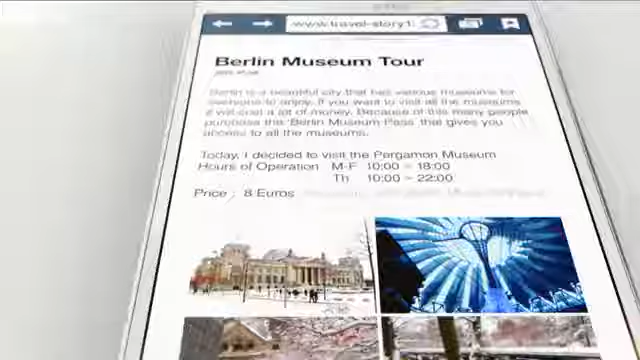 www.travel-story1
Berlin Museum Tour
Berlin is a beautiful city that has various museums for
everyone to enjoy. If you want to visit all the museums
it will cost a lot of money. Because of this many people
purchase the 'Berlin Museum Pass' that gives you
access to all the museums.
Today, I decided to visit the Pergamon Museum
Hours of Operation M-F 10:00 ~ 18:00
Th 10:00 ~ 22:00
Price : 8 Euros